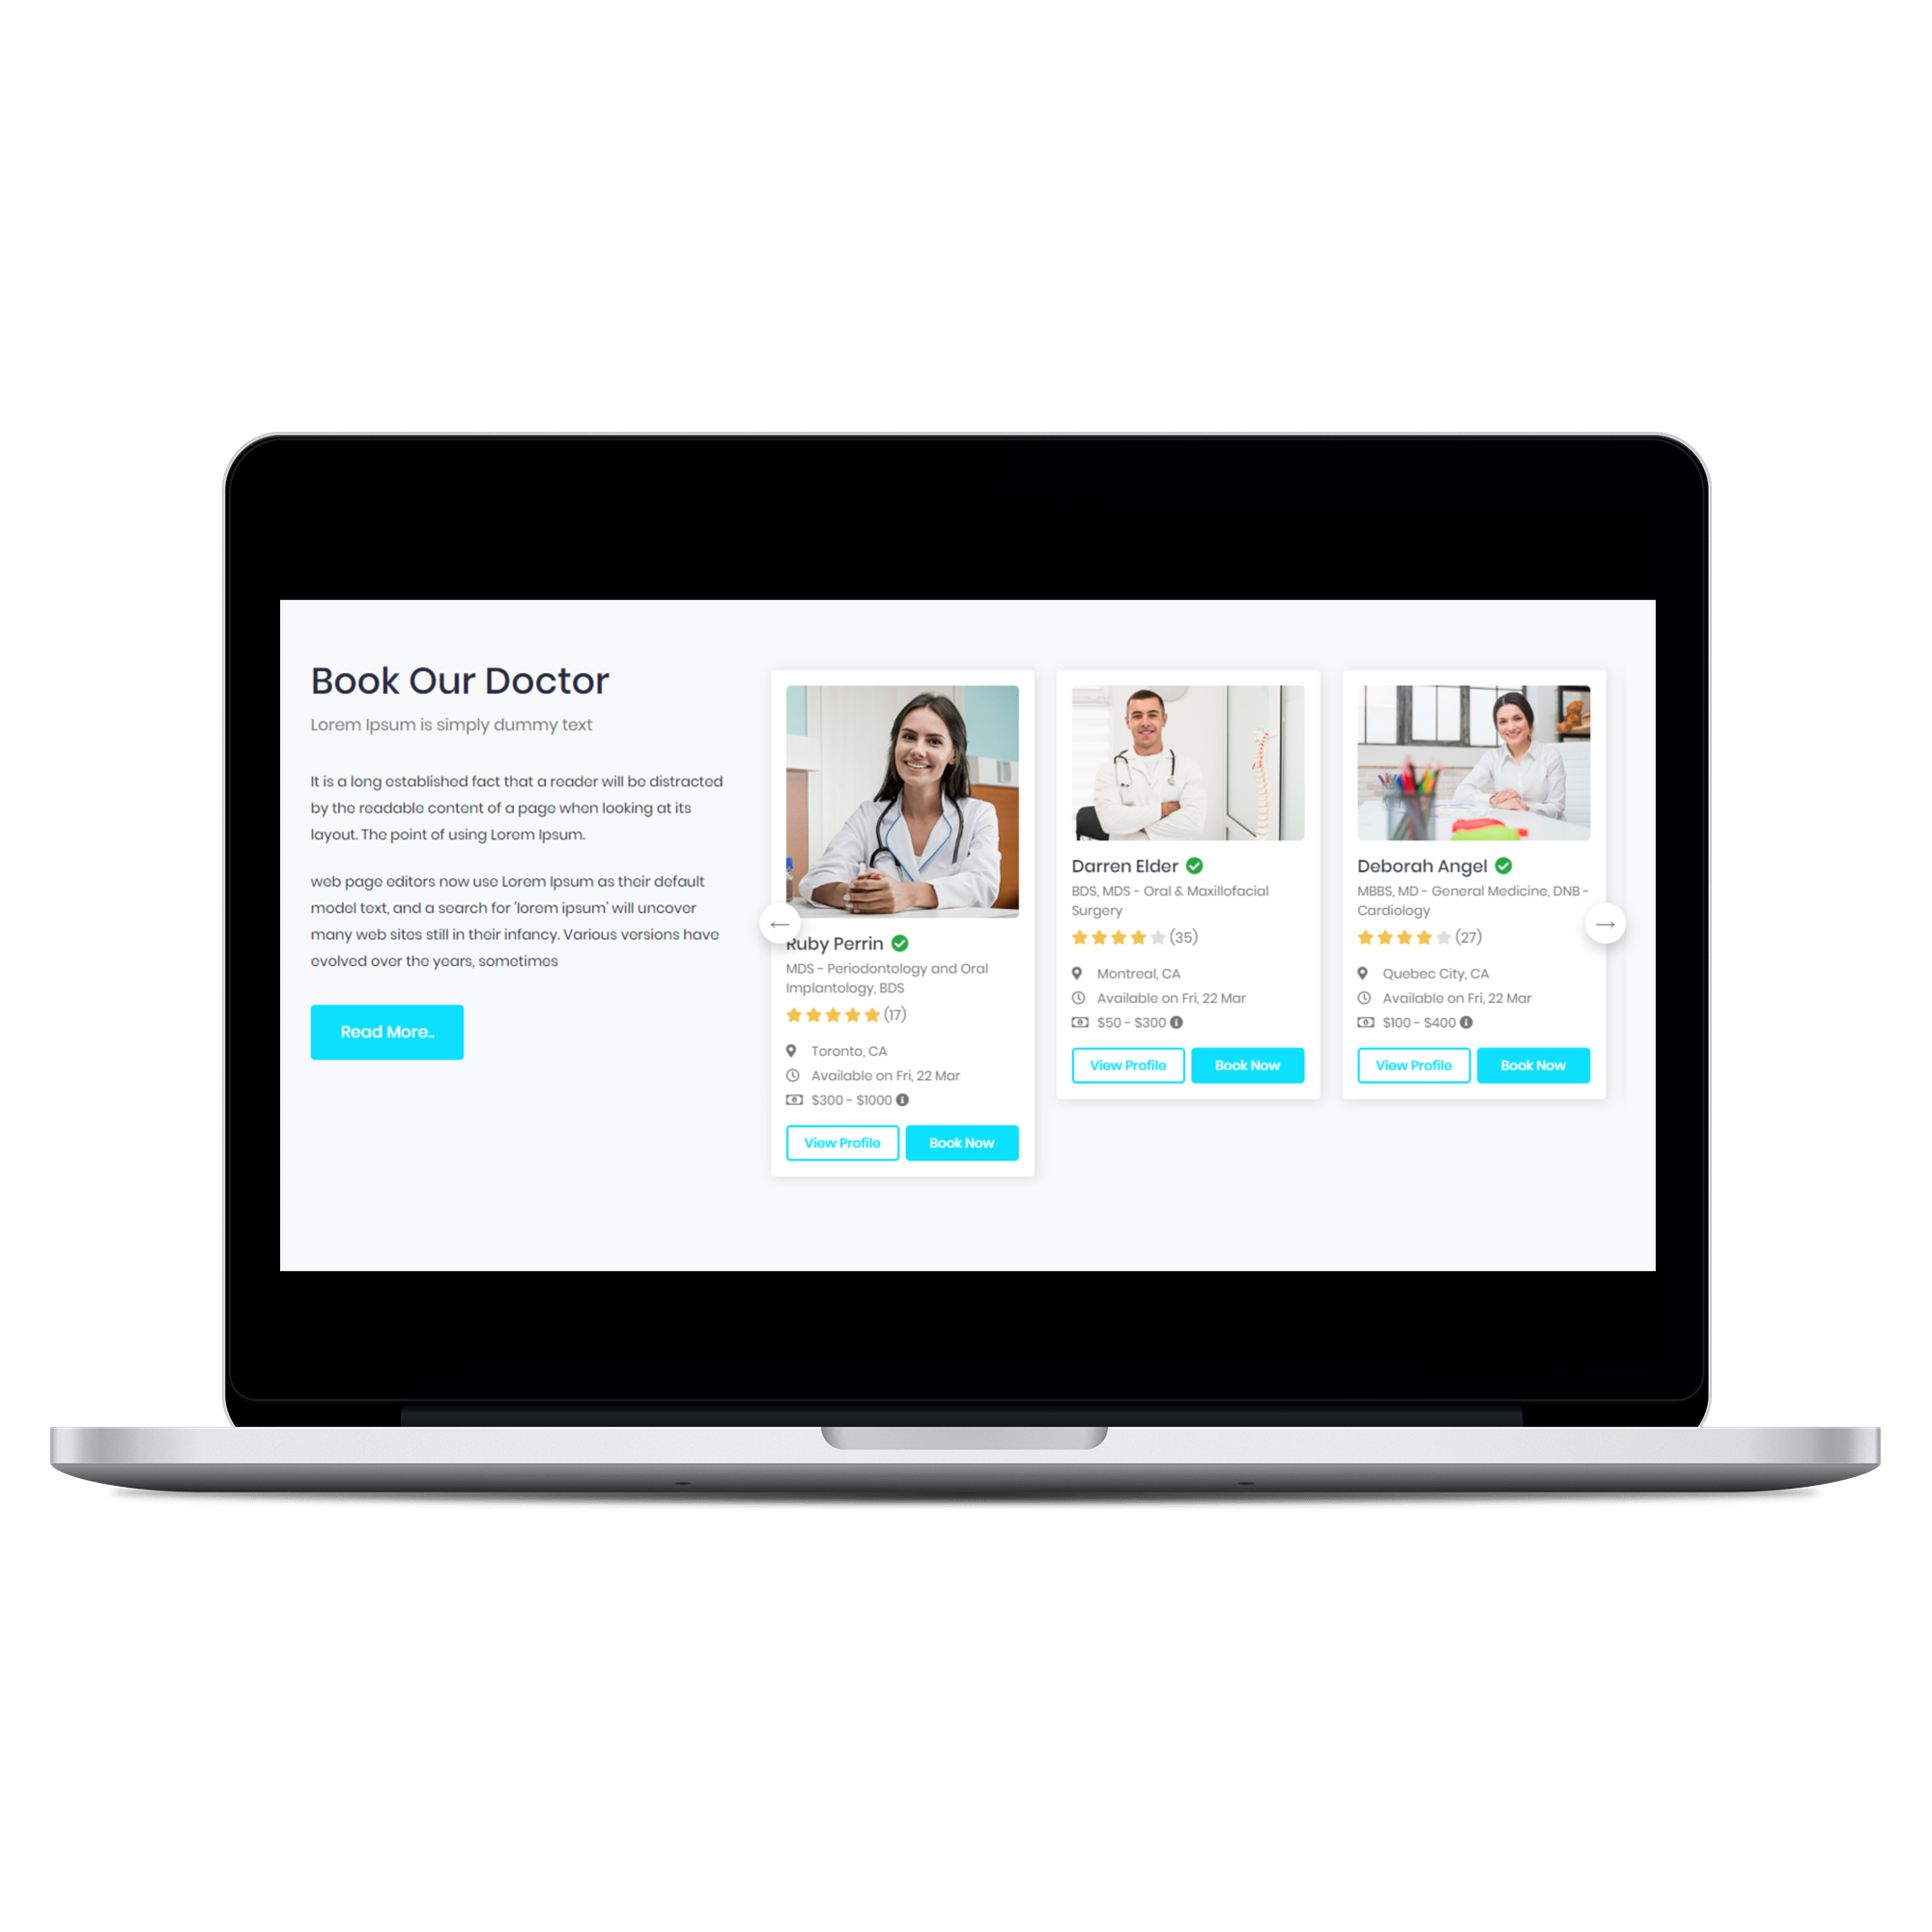 Book Our Doctor
Lorem Ipsum is simply dummy text
It is a long established fact that a reader will be distracted
by the readable content of a page when looking at its
layout. The point of using Lorem Ipsum.
web page editors now use Lorem Ipsum as their default
model text, and a search for 'lorem ipsum' will uncover
many web sites still in their infancy. Various versions have
evolved over the years, sometimes
Read More..
Ruby Perrin
MDS - Periodontology and Oral
Implantology, BDS
(17)
Toronto, CA
Available on Fri, 22 Mar
$300 - $1000
View Profile
Book Now
Darren Elder
BDS, MDS - Oral & Maxillofacial
Surgery
(35)
Montreal, CA
Available on Fri, 22 Mar
$50 - $300
View Profile
Book Now
Deborah Angel
MBBS, MD - General Medicine, DNB -
Cardiology
(27)
Quebec City, CA
Available on Fri, 22 Mar
$100 - $400
View Profile
Book Now